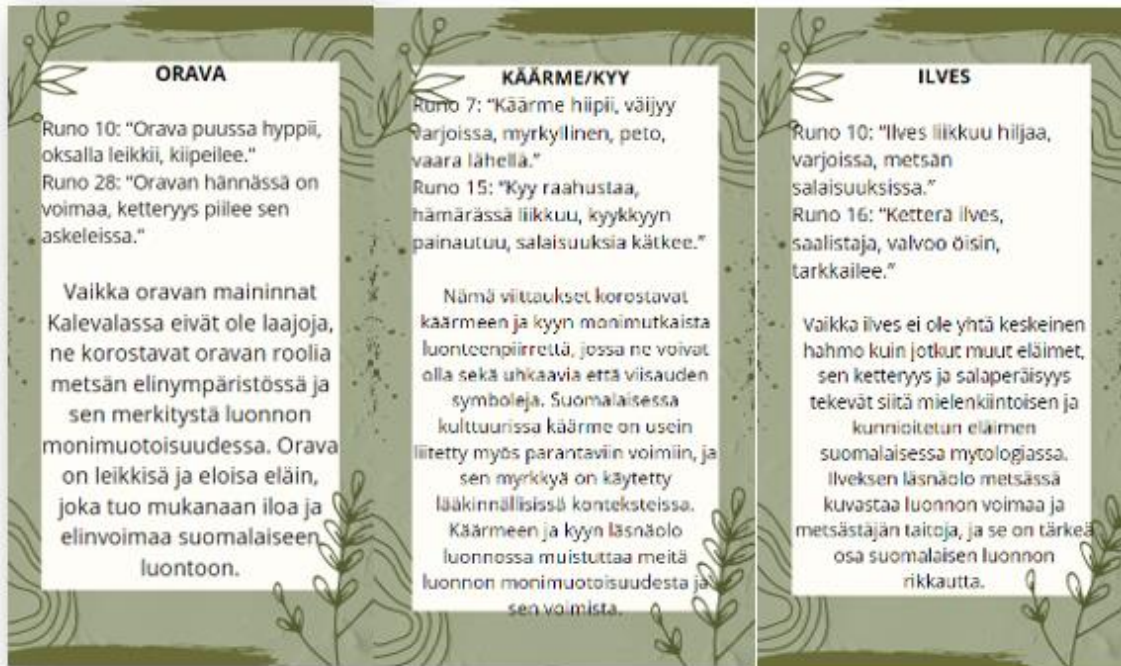 ORAVA
Runo 10: “Orava puussa hyppii,
oksalla leikkii, kiipeilee.”
Runo 28: “Oravan hännässä on
voimaa, ketteryys piilee sen
askeleissa.”
Vaikka oravan maininnat
Kalevalassa eivät ole laajoja,
ne korostavat oravan roolia
metsän elinympäristössä ja
sen merkitystä luonnon
monimuotoisuudessa. Orava
on leikkisä ja eloisa eläin,
joka tuo mukanaan iloa ja
elinvoimaa suomalaiseen
luontoon.
KÄÄRME/KYY
Runo 7: “Käärme hiipii, väijyy
varjoissa, myrkyllinen, peto,
vaara lähellä.”
Runo 15: “Kyy raahustaa,
hämärässä liikkuu, kyykkyyn
painautuu, salaisuuksia kätkee.”
Nämä viittaukset korostavat
käärmeen ja kyyn monimutkaista
luonteenpiirrettä, jossa ne voivat
olla sekä uhkaavia että viisauden
symboleja. Suomalaisessa
kulttuurissa käärme on usein
liitetty myös parantaviin voimiin, ja
sen myrkkyä on käytetty
lääkinnällisissä konteksteissa.
Käärmeen ja kyyn läsnäolo
luonnossa muistuttaa meitä
luonnon monimuotoisuudesta ja
sen voimista.
ILVES
Runo 10: “Ilves liikkuu hiljaa,
varjoissa, metsän
salaisuuksissa.”
Runo 16: “Ketterä ilves,
saalistaja, valvoo öisin,
tarkkailee.”
Vaikka ilves ei ole yhtä keskeinen
hahmo kuin jotkut muut eläimet,
sen ketteryys ja salaperäisyys
tekevät siitä mielenkiintoisen ja
kunnioitetun eläimen
suomalaisessa mytologiassa.
Ilveksen läsnäolo metsässä
kuvastaa luonnon voimaa ja
metsästäjän taitoja, ja se on tärkeä
osa suomalaisen luonnon
rikkautta.